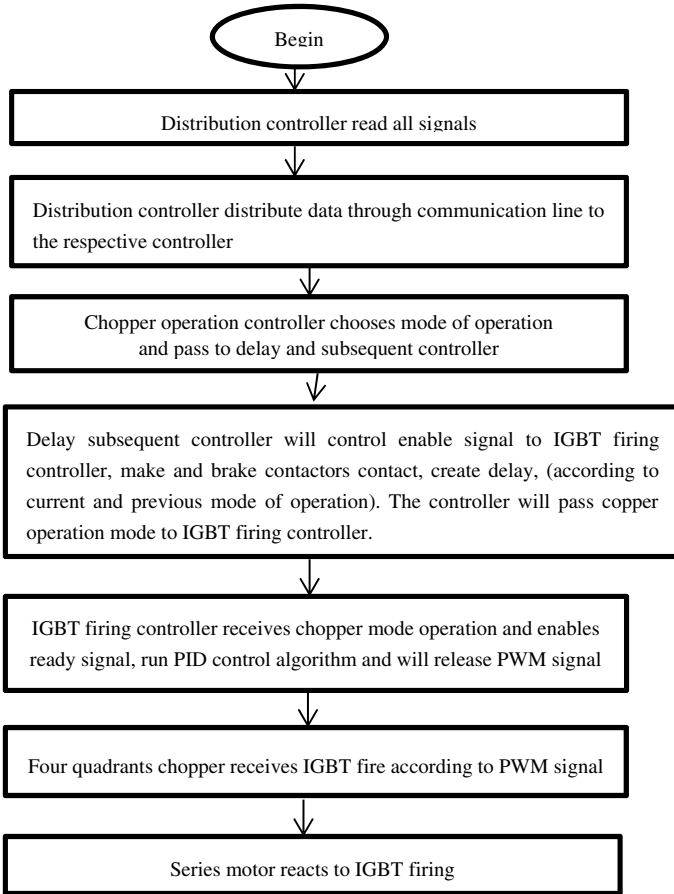 Begin
Distribution controller read all signals
Distribution controller distribute data through communication line to
the respective controller
Chopper operation controller chooses mode of operation
and pass to delay and subsequent controller
Delay subsequent controller will control enable signal to IGBT firing
controller, make and brake contactors contact, create delay, (according to
current and previous mode of operation). The controller will pass copper
operation mode to IGBT firing controller.
IGBT firing controller receives chopper mode operation and enables
ready signal, run PID control algorithm and will release PWM signal
Four quadrants chopper receives IGBT fire according to PWM signal
Series motor reacts to IGBT firing